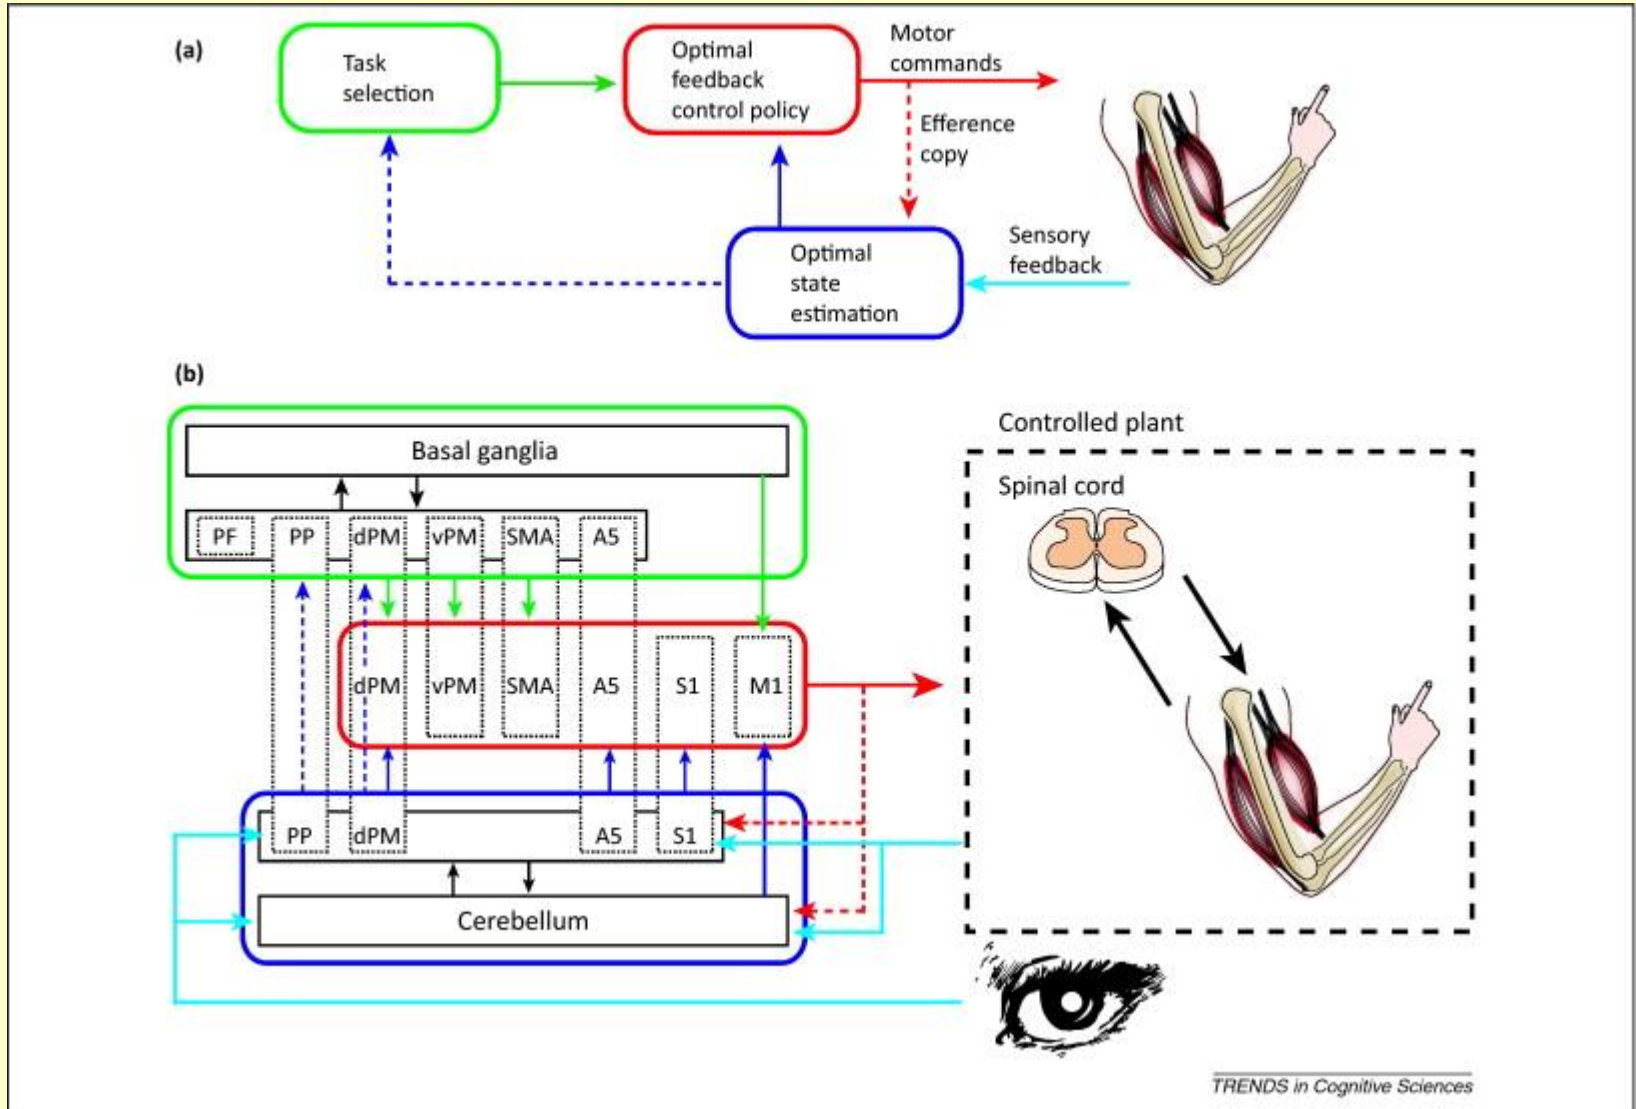 (a)
Task
selection
Optimal
feedback
control policy
Motor
commands
Efference
copy
Optimal
state
estimation
Sensory
feedback
(b)
Basal ganglia
PF PP dPM vPM SMA A5
dPM vPM SMA A5 S1 M1
PP dPM A5 S1
Cerebellum
Controlled plant
Spinal cord
TRENDS in Cognitive Sciences